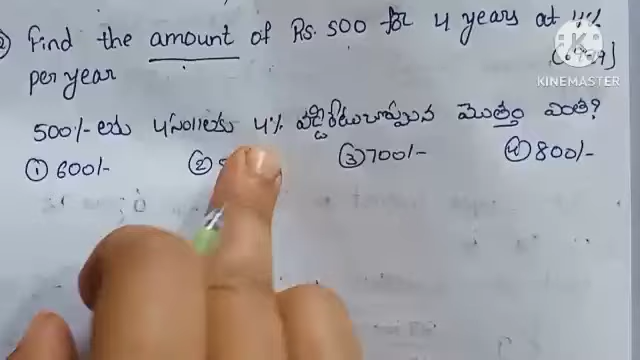 Find the amount of Rs. 500 for 4 years at 4%
per year
500/-లకు 4సం॥లకు 4% వడ్డీరేటు చొప్పున మొత్తం ఎంత?
① 600/- ② ③ 700/- ④ 800/-
KINEMASTER